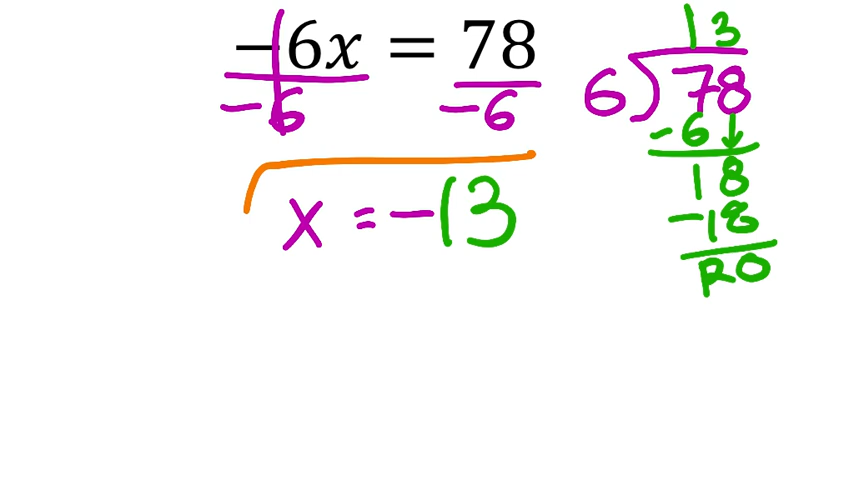 −6x = 78
-6 -6
x = -13
13
6)78
-6
18
-18
R0